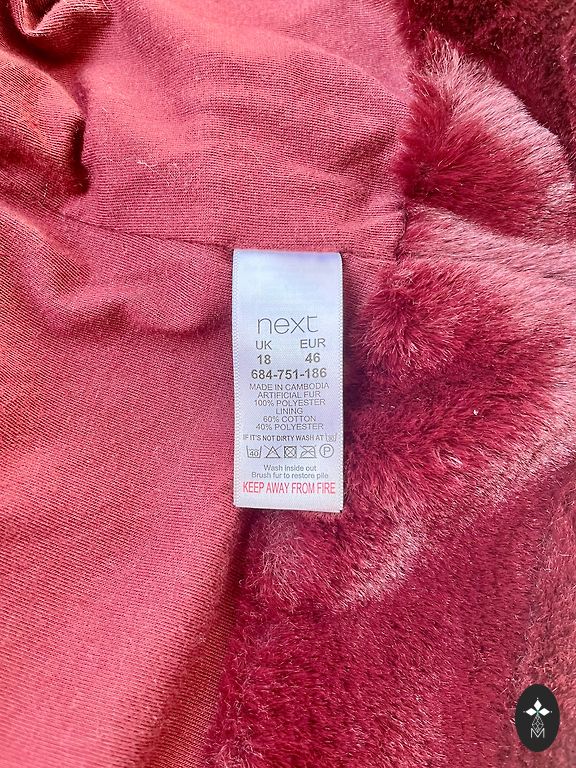 next
UK EUR
18 46
684-751-186
MADE IN CAMBODIA
ARTIFICIAL FUR
100% POLYESTER
LINING
60% COTTON
40% POLYESTER
IF IT'S NOT DIRTY WASH AT 30
40 P
Wash inside out
Brush fur to restore pile
KEEP AWAY FROM FIRE
M